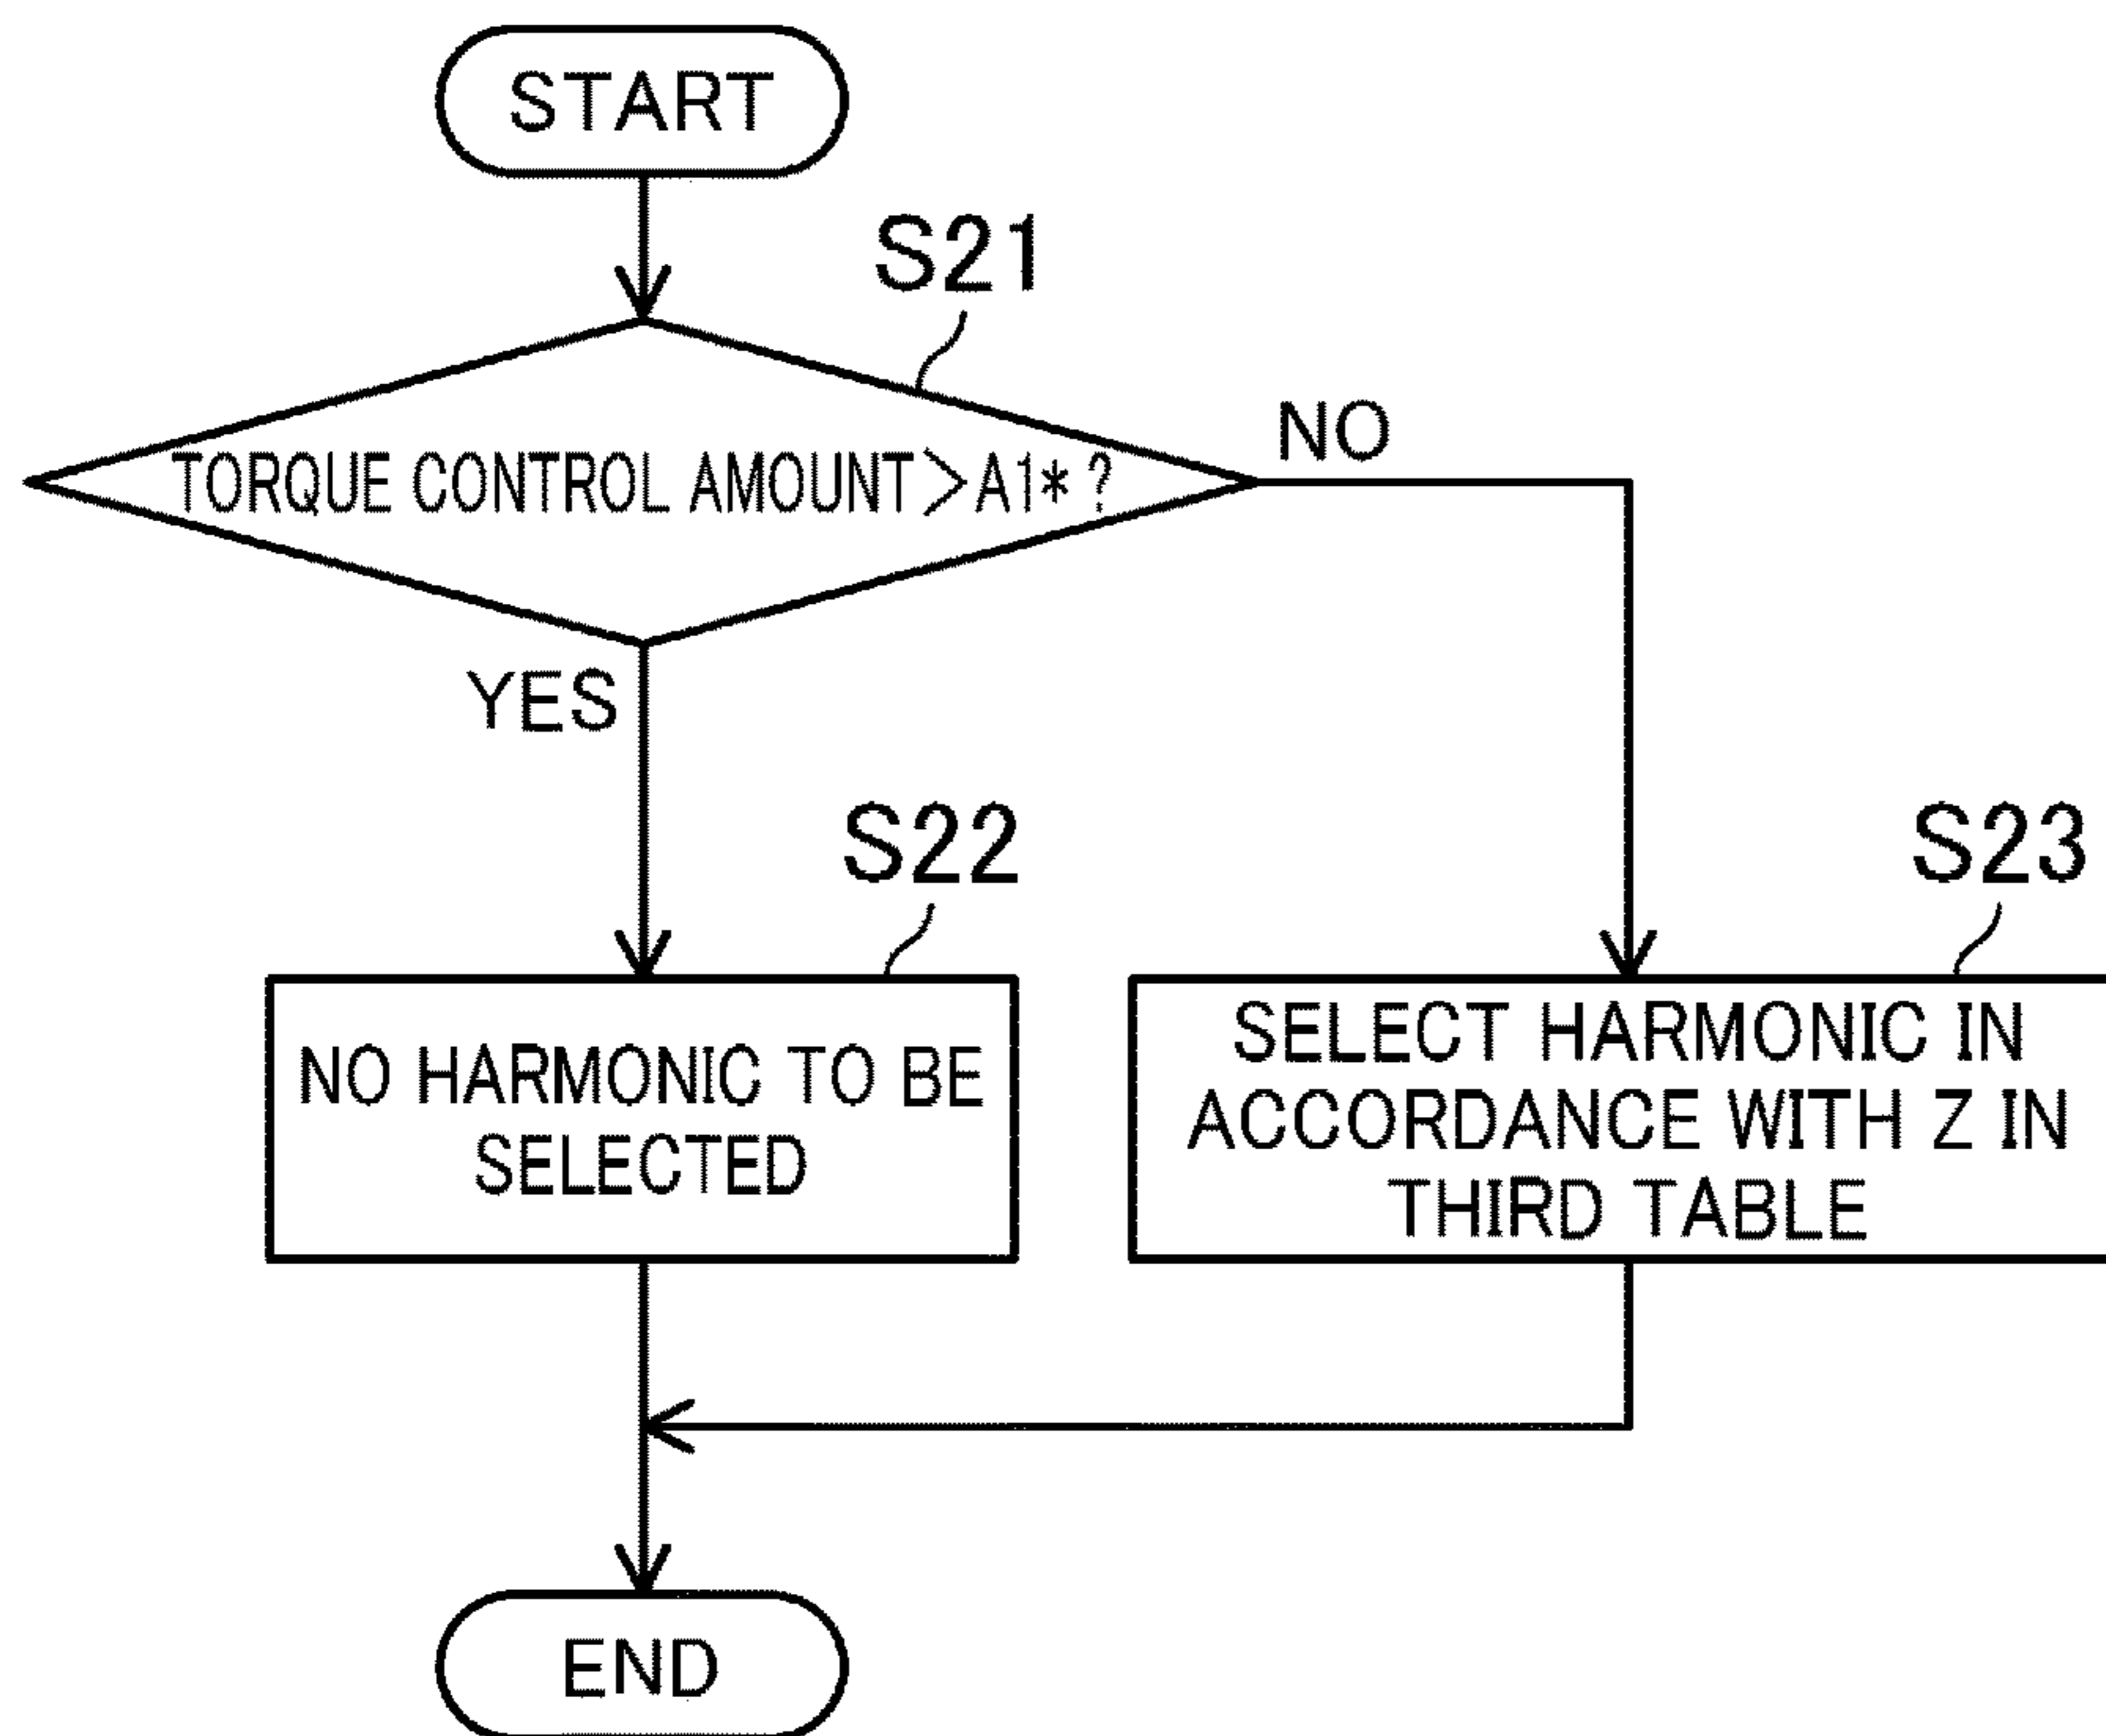 START
S21
TORQUE CONTROL AMOUNT>A1*?
NO
YES
S22
NO HARMONIC TO BE
SELECTED
S23
SELECT HARMONIC IN
ACCORDANCE WITH Z IN
THIRD TABLE
END